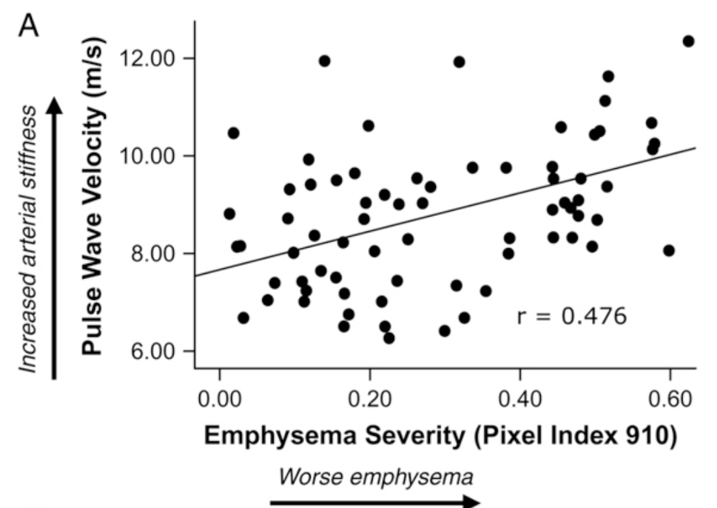 A
Increased arterial stiffness
Pulse Wave Velocity (m/s)
12.00
10.00
8.00
6.00
r = 0.476
0.00 0.20 0.40 0.60
Emphysema Severity (Pixel Index 910)
Worse emphysema